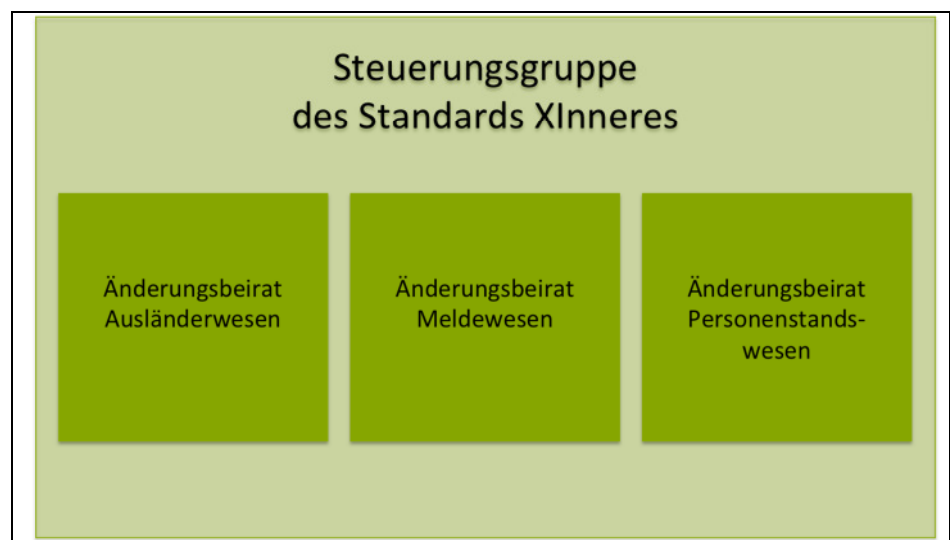 Steuerungsgruppe
des Standards XInneres
Änderungsbeirat
Ausländerwesen
Änderungsbeirat
Meldewesen
Änderungsbeirat
Personenstands-
wesen